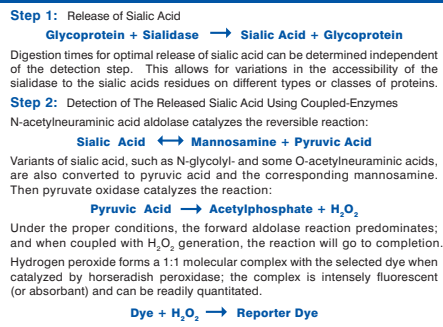 Step 1: Release of Sialic Acid
Glycoprotein + Sialidase → Sialic Acid + Glycoprotein
Digestion times for optimal release of sialic acid can be determined independent
of the detection step. This allows for variations in the accessibility of the
sialidase to the sialic acids residues on different types or classes of proteins.
Step 2: Detection of The Released Sialic Acid Using Coupled-Enzymes
N-acetylneuraminic acid aldolase catalyzes the reversible reaction:
Sialic Acid ↔ Mannosamine + Pyruvic Acid
Variants of sialic acid, such as N-glycolyl- and some O-acetylneuraminic acids,
are also converted to pyruvic acid and the corresponding mannosamine.
Then pyruvate oxidase catalyzes the reaction:
Pyruvic Acid → Acetylphosphate + H₂O₂
Under the proper conditions, the forward aldolase reaction predominates;
and when coupled with H₂O₂ generation, the reaction will go to completion.
Hydrogen peroxide forms a 1:1 molecular complex with the selected dye when
catalyzed by horseradish peroxidase; the complex is intensely fluorescent
(or absorbant) and can be readily quantitated.
Dye + H₂O₂ → Reporter Dye